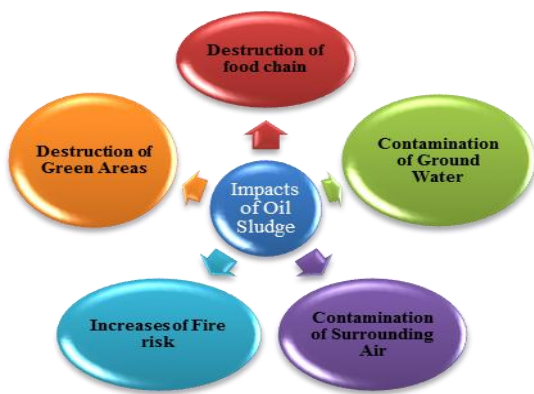 Destruction of
food chain
Destruction of
Green Areas
Contamination
of Ground
Water
Impacts
of Oil
Sludge
Increases of Fire
risk
Contamination
of Surrounding
Air